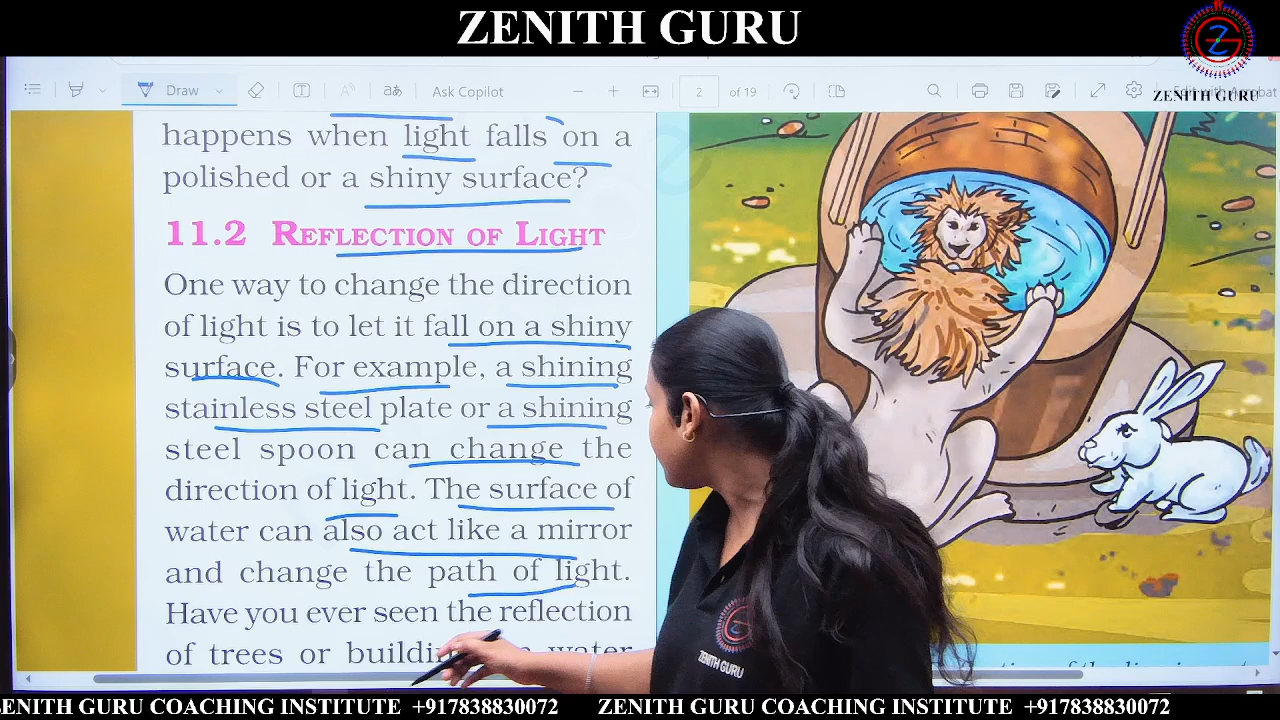 ZENITH GURU
ZENITH GURU
Draw
Ask Copilot
2 of 19
happens when light falls on a
polished or a shiny surface?
11.2 REFLECTION OF LIGHT
One way to change the direction
of light is to let it fall on a shiny
surface. For example, a shining
stainless steel plate or a shining
steel spoon can change the
direction of light. The surface of
water can also act like a mirror
and change the path of light.
Have you ever seen the reflection
of trees or water
ZENITH GURU
ZENITH GURU COACHING INSTITUTE +917838830072 ZENITH GURU COACHING INSTITUTE +917838830072